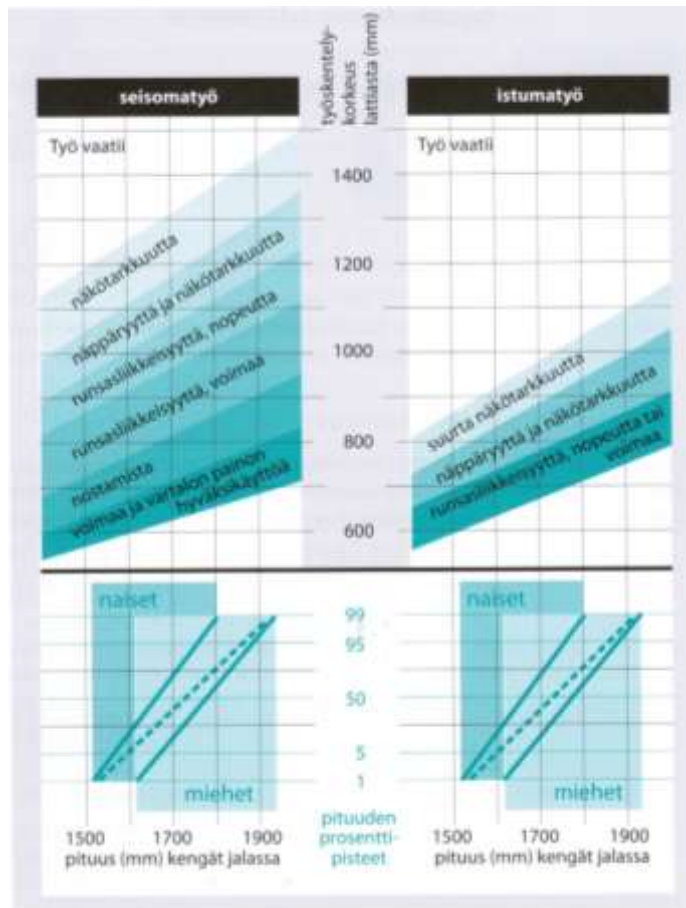 työskentely-
korkeus
lattiasta (mm)
seisomatyö
istumatyö
Työ vaatii
Työ vaatii
1400
1200
1000
800
600
näkötarkkuutta
näppäryyttä ja näkötarkkuutta
runsasliikkeisyyttä, nopeutta
runsasliikkeisyyttä, voimaa
nostamista
voimaa ja vartalon painon
hyväksikäyttöä
suurta näkötarkkuutta
näppäryyttä ja näkötarkkuutta
runsasliikkeisyyttä, nopeutta tai
voimaa
naiset
naiset
99
95
50
5
1
miehet
miehet
pituuden
prosentti-
pisteet
1500 1700 1900
pituus (mm) kengät jalassa
1500 1700 1900
pituus (mm) kengät jalassa